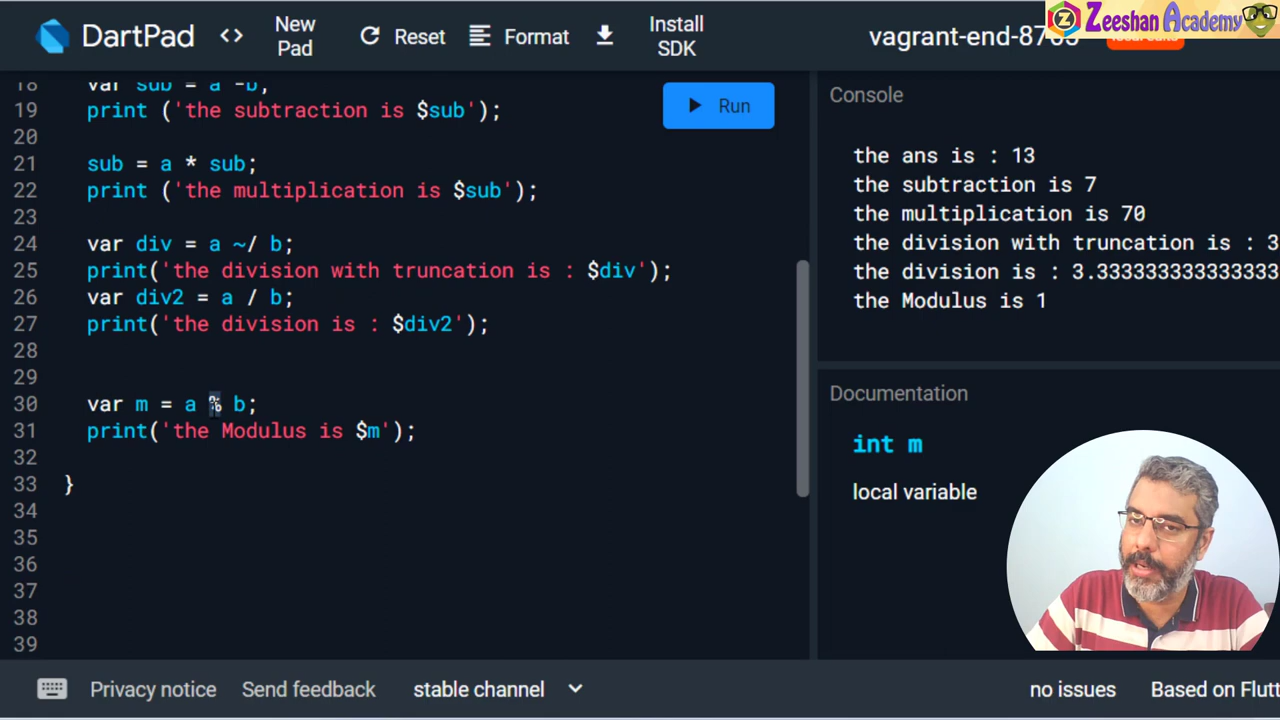 DartPad
<>
New Pad
Reset
Format
Install SDK
vagrant-end-8763
Zeeshan Academy
18 var sub = a -b;
19 print ('the subtraction is $sub');
20
21 sub = a * sub;
22 print ('the multiplication is $sub');
23
24 var div = a ~/ b;
25 print('the division with truncation is : $div');
26 var div2 = a / b;
27 print('the division is : $div2');
28
29
30 var m = a % b;
31 print('the Modulus is $m');
32
33 }
34
35
36
37
38
39
Run
Console
the ans is : 13
the subtraction is 7
the multiplication is 70
the division with truncation is : 3
the division is : 3.333333333333333
the Modulus is 1
Documentation
int m
local variable
Privacy notice
Send feedback
stable channel
no issues
Based on Flutt